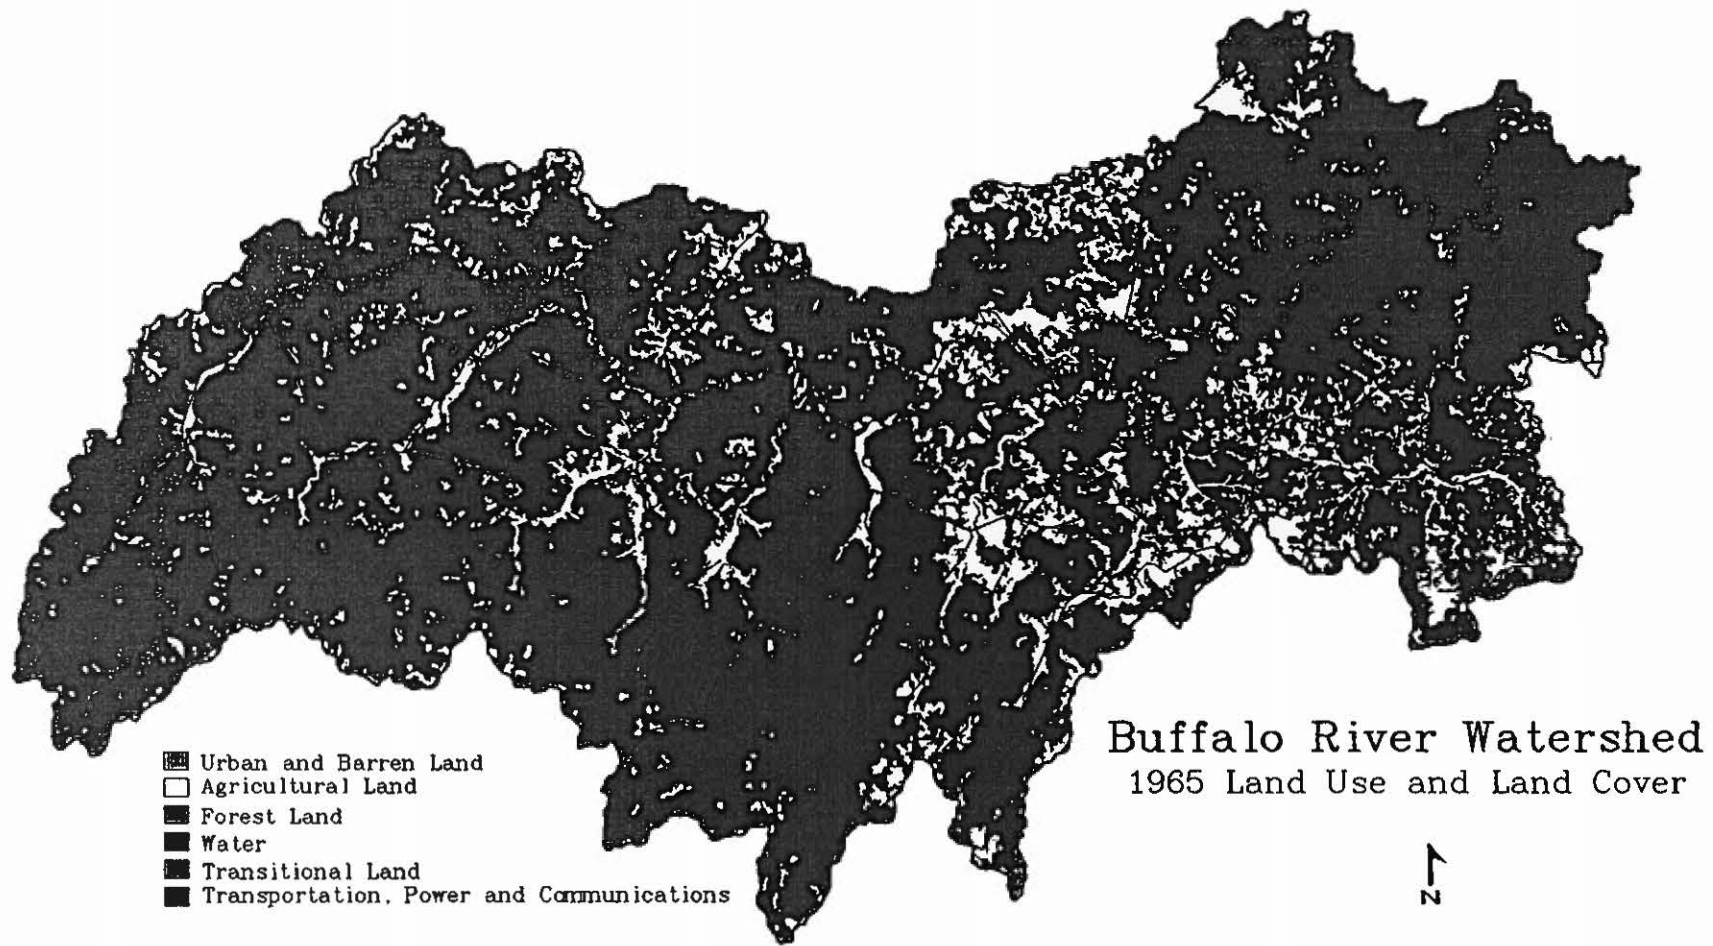 Buffalo River Watershed
1965 Land Use and Land Cover
Urban and Barren Land
Agricultural Land
Forest Land
Water
Transitional Land
Transportation, Power and Communications
N